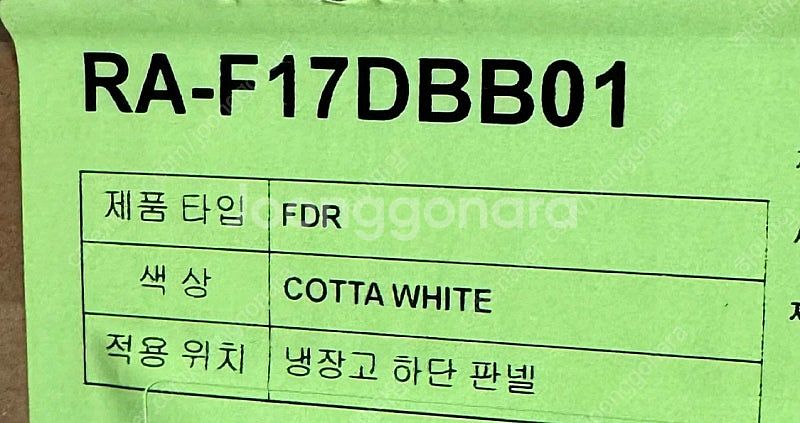 RA-F17DBB01
제품 타입 FDR
색 상 COTTA WHITE
적용 위치 냉장고 하단 판넬
joonggonara